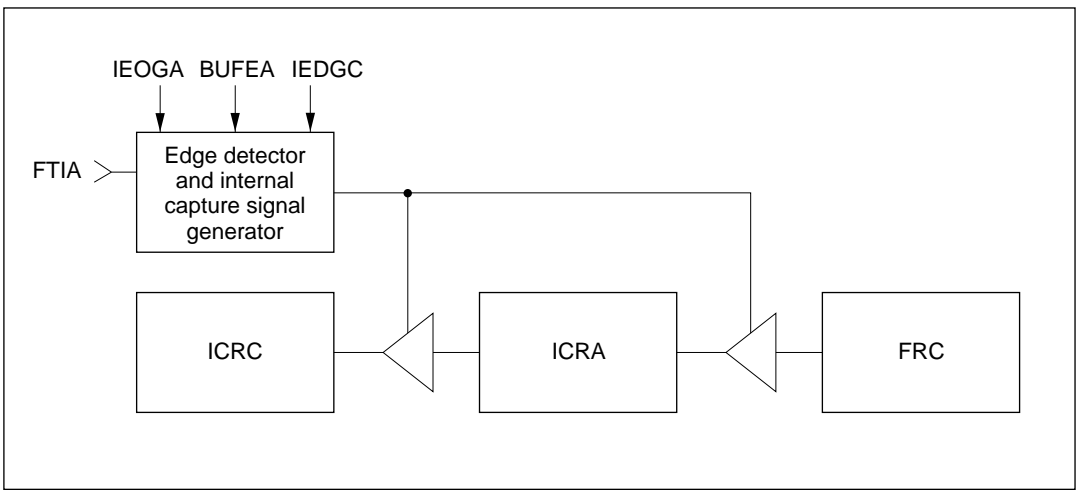 IEOGA BUFEA IEDGC
FTIA
Edge detector
and internal
capture signal
generator
ICRC ICRA FRC